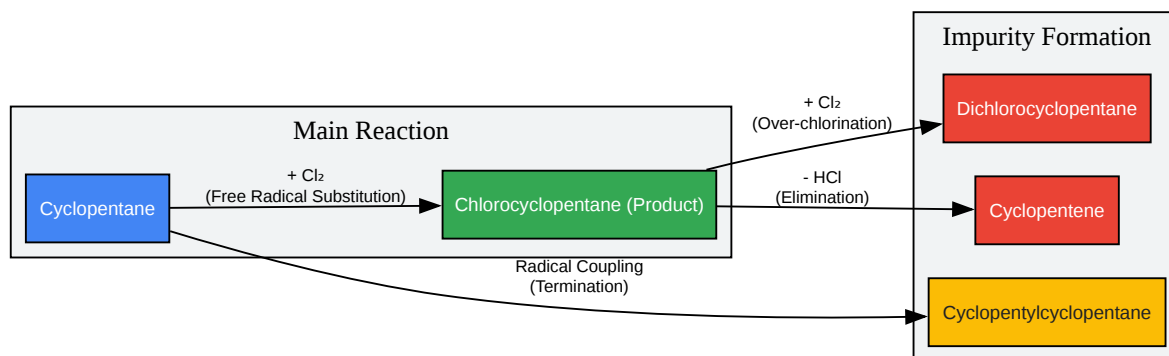 Impurity Formation
Main Reaction
+ Cl₂
(Over-chlorination)
Dichlorocyclopentane
Cyclopentane
+ Cl₂
(Free Radical Substitution)
Chlorocyclopentane (Product)
- HCl
(Elimination)
Cyclopentene
Radical Coupling
(Termination)
Cyclopentylcyclopentane